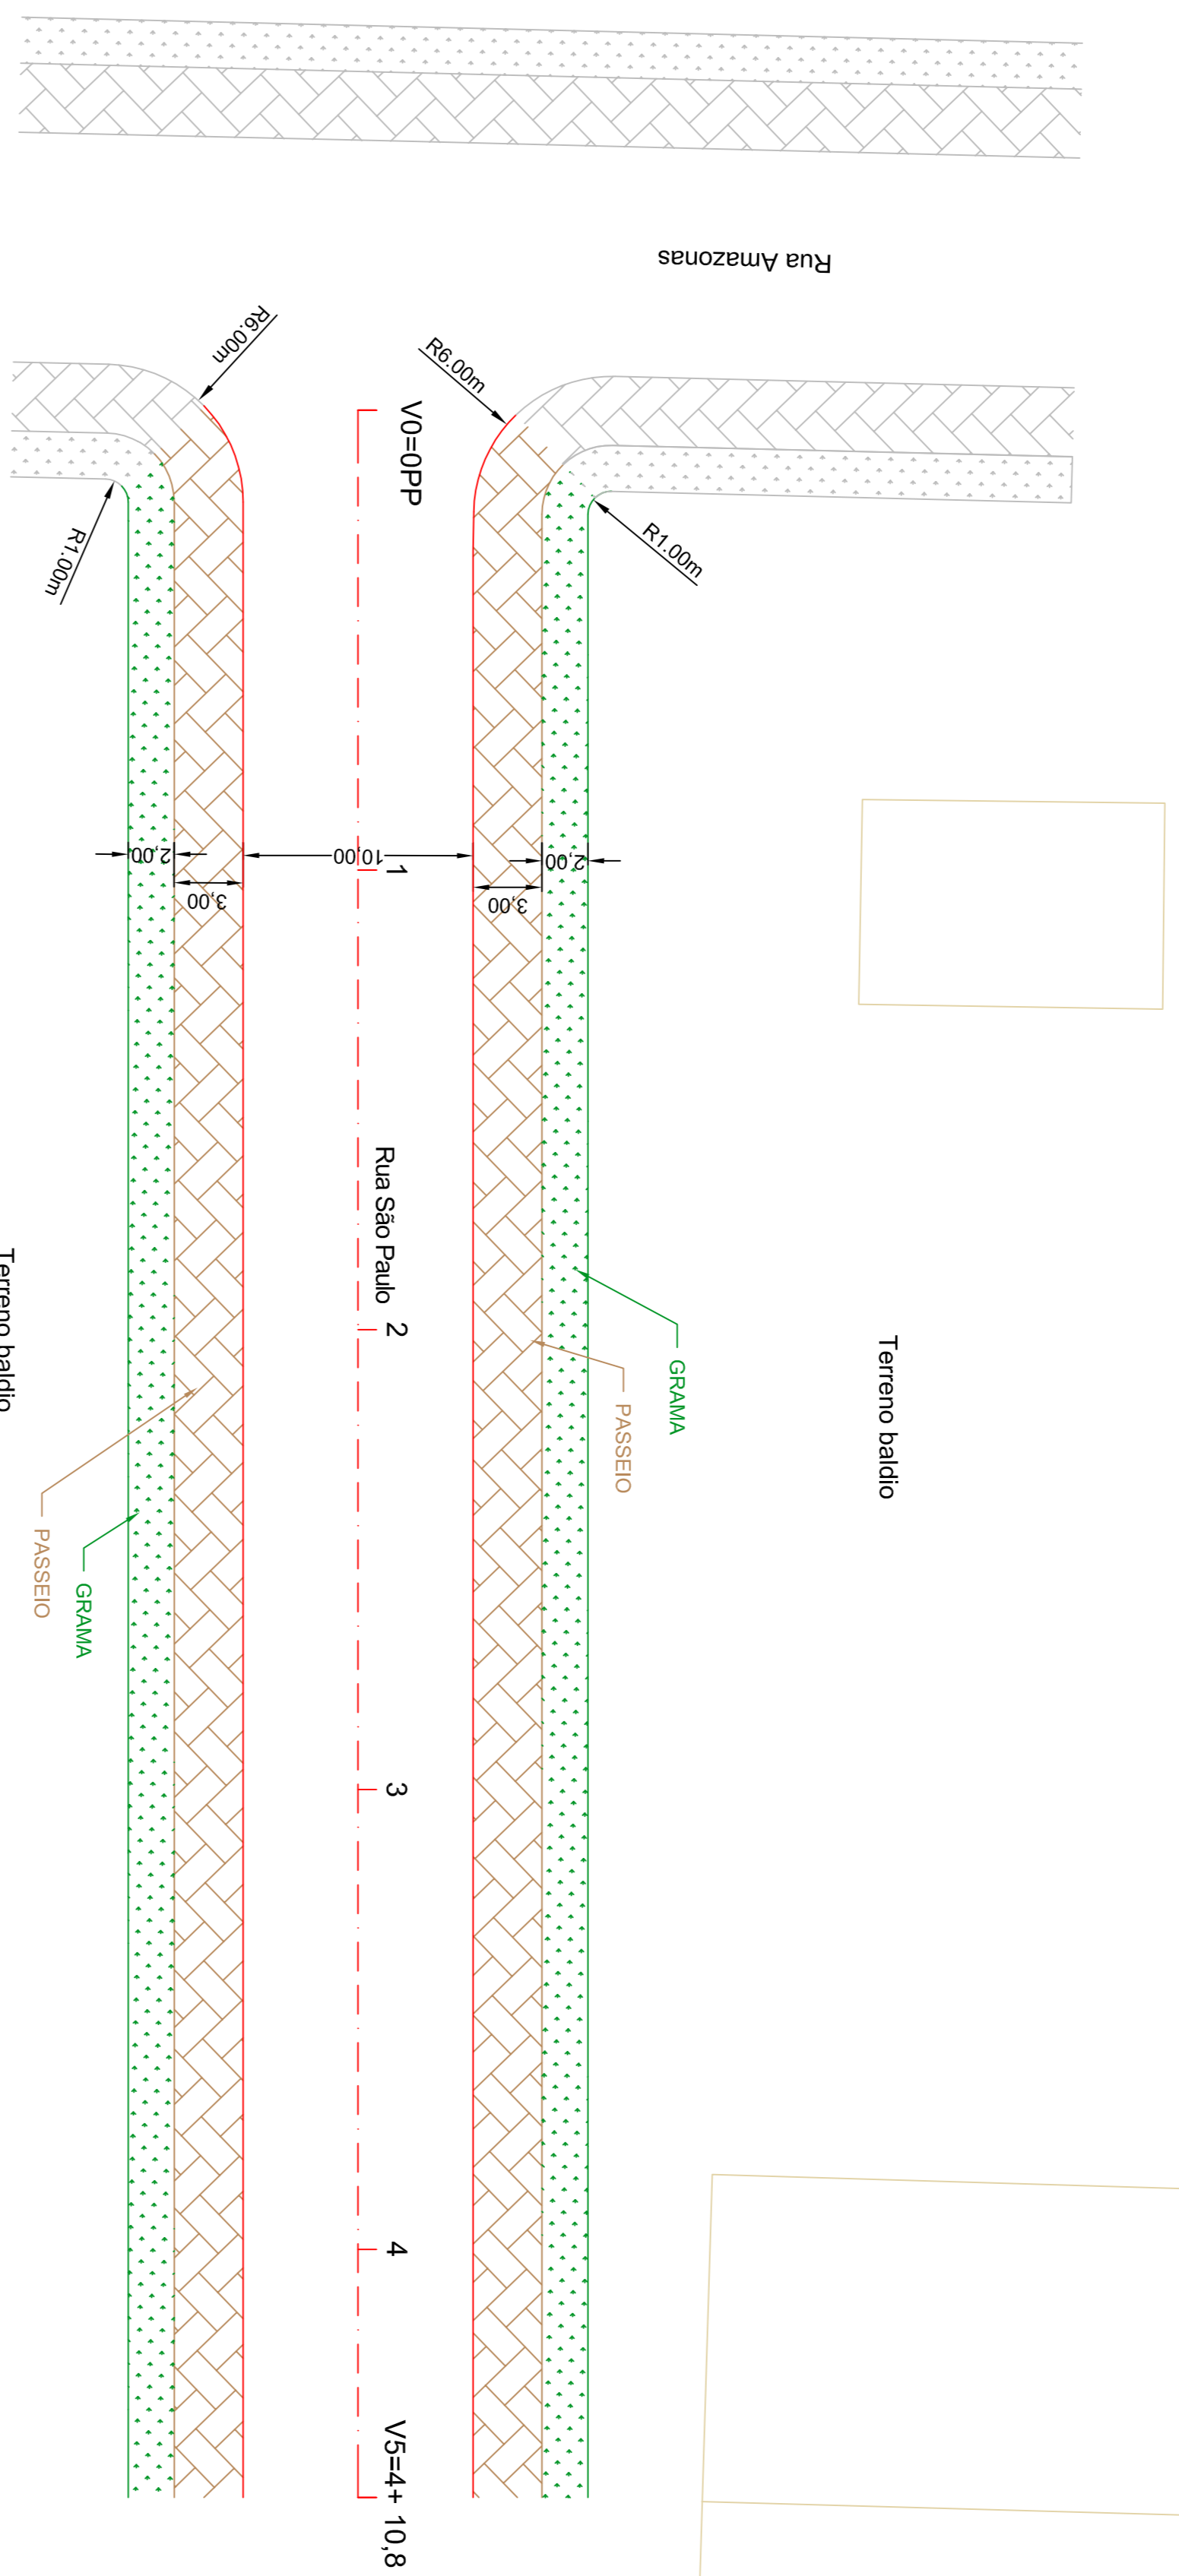 Rua Amazonas
R6.00m
R6.00m
V0=0PP
R1.00m
R1.00m
2,00
3,00
10,00
1
3,00
2,00
Rua São Paulo
2
GRAMA
PASSEIO
Terreno baldio
Terreno baldio
PASSEIO
GRAMA
3
4
V5=4+ 10,8